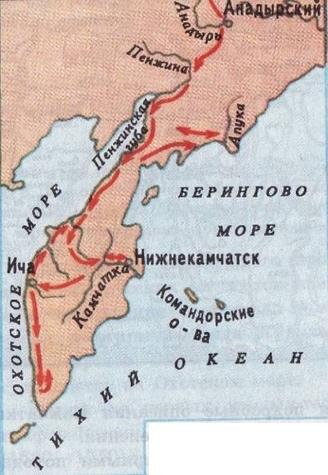 Анадырский
Анадырь
Пенжина
Пенжинская
губа
Апука
БЕРИНГОВО
МОРЕ
ОХОТСКОЕ МОРЕ
Ича
Нижнекамчатск
Камчатка
Командорские
о-ва
ТИХИЙ ОКЕАН